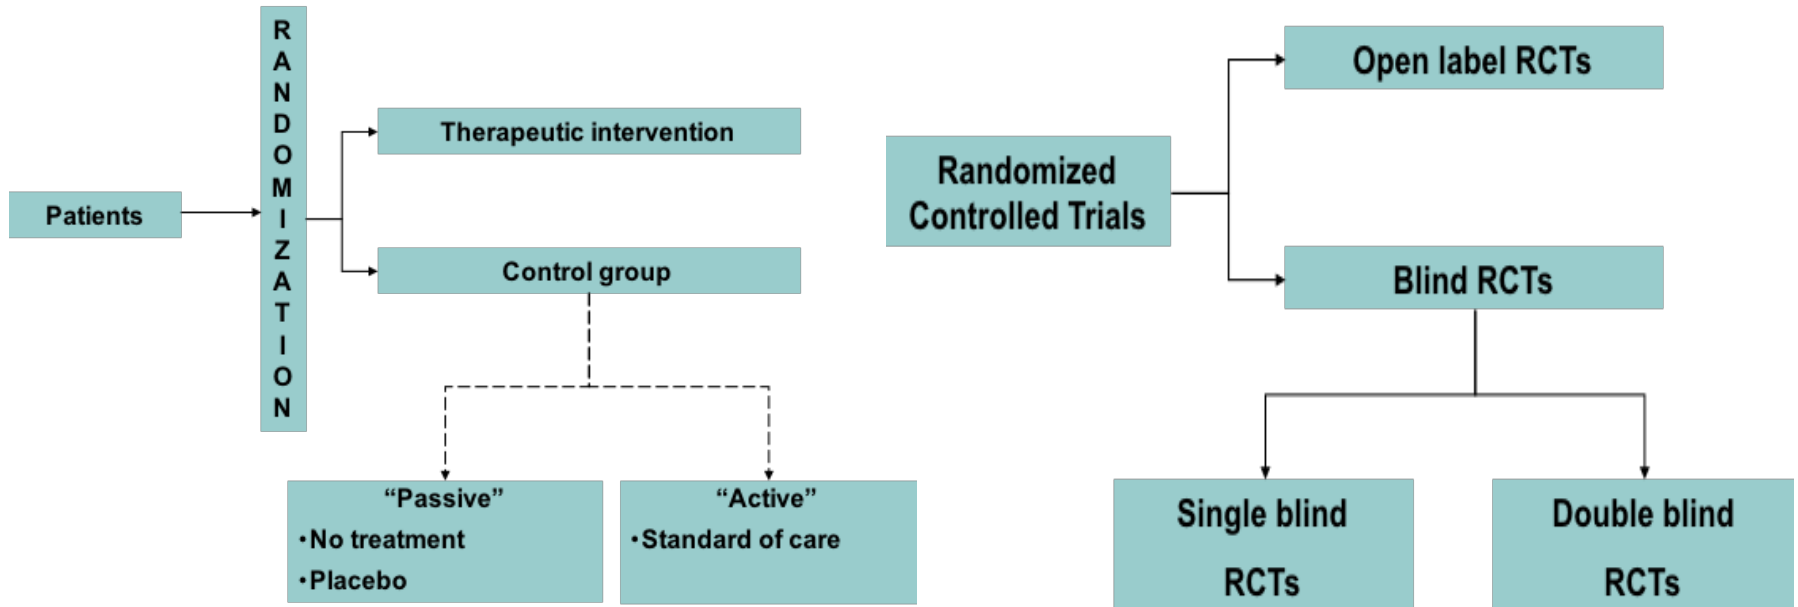 Patients
RANDOMIZATION
Therapeutic intervention
Control group
“Passive”
•No treatment
•Placebo
“Active”
•Standard of care
Randomized
Controlled Trials
Open label RCTs
Blind RCTs
Single blind
RCTs
Double blind
RCTs